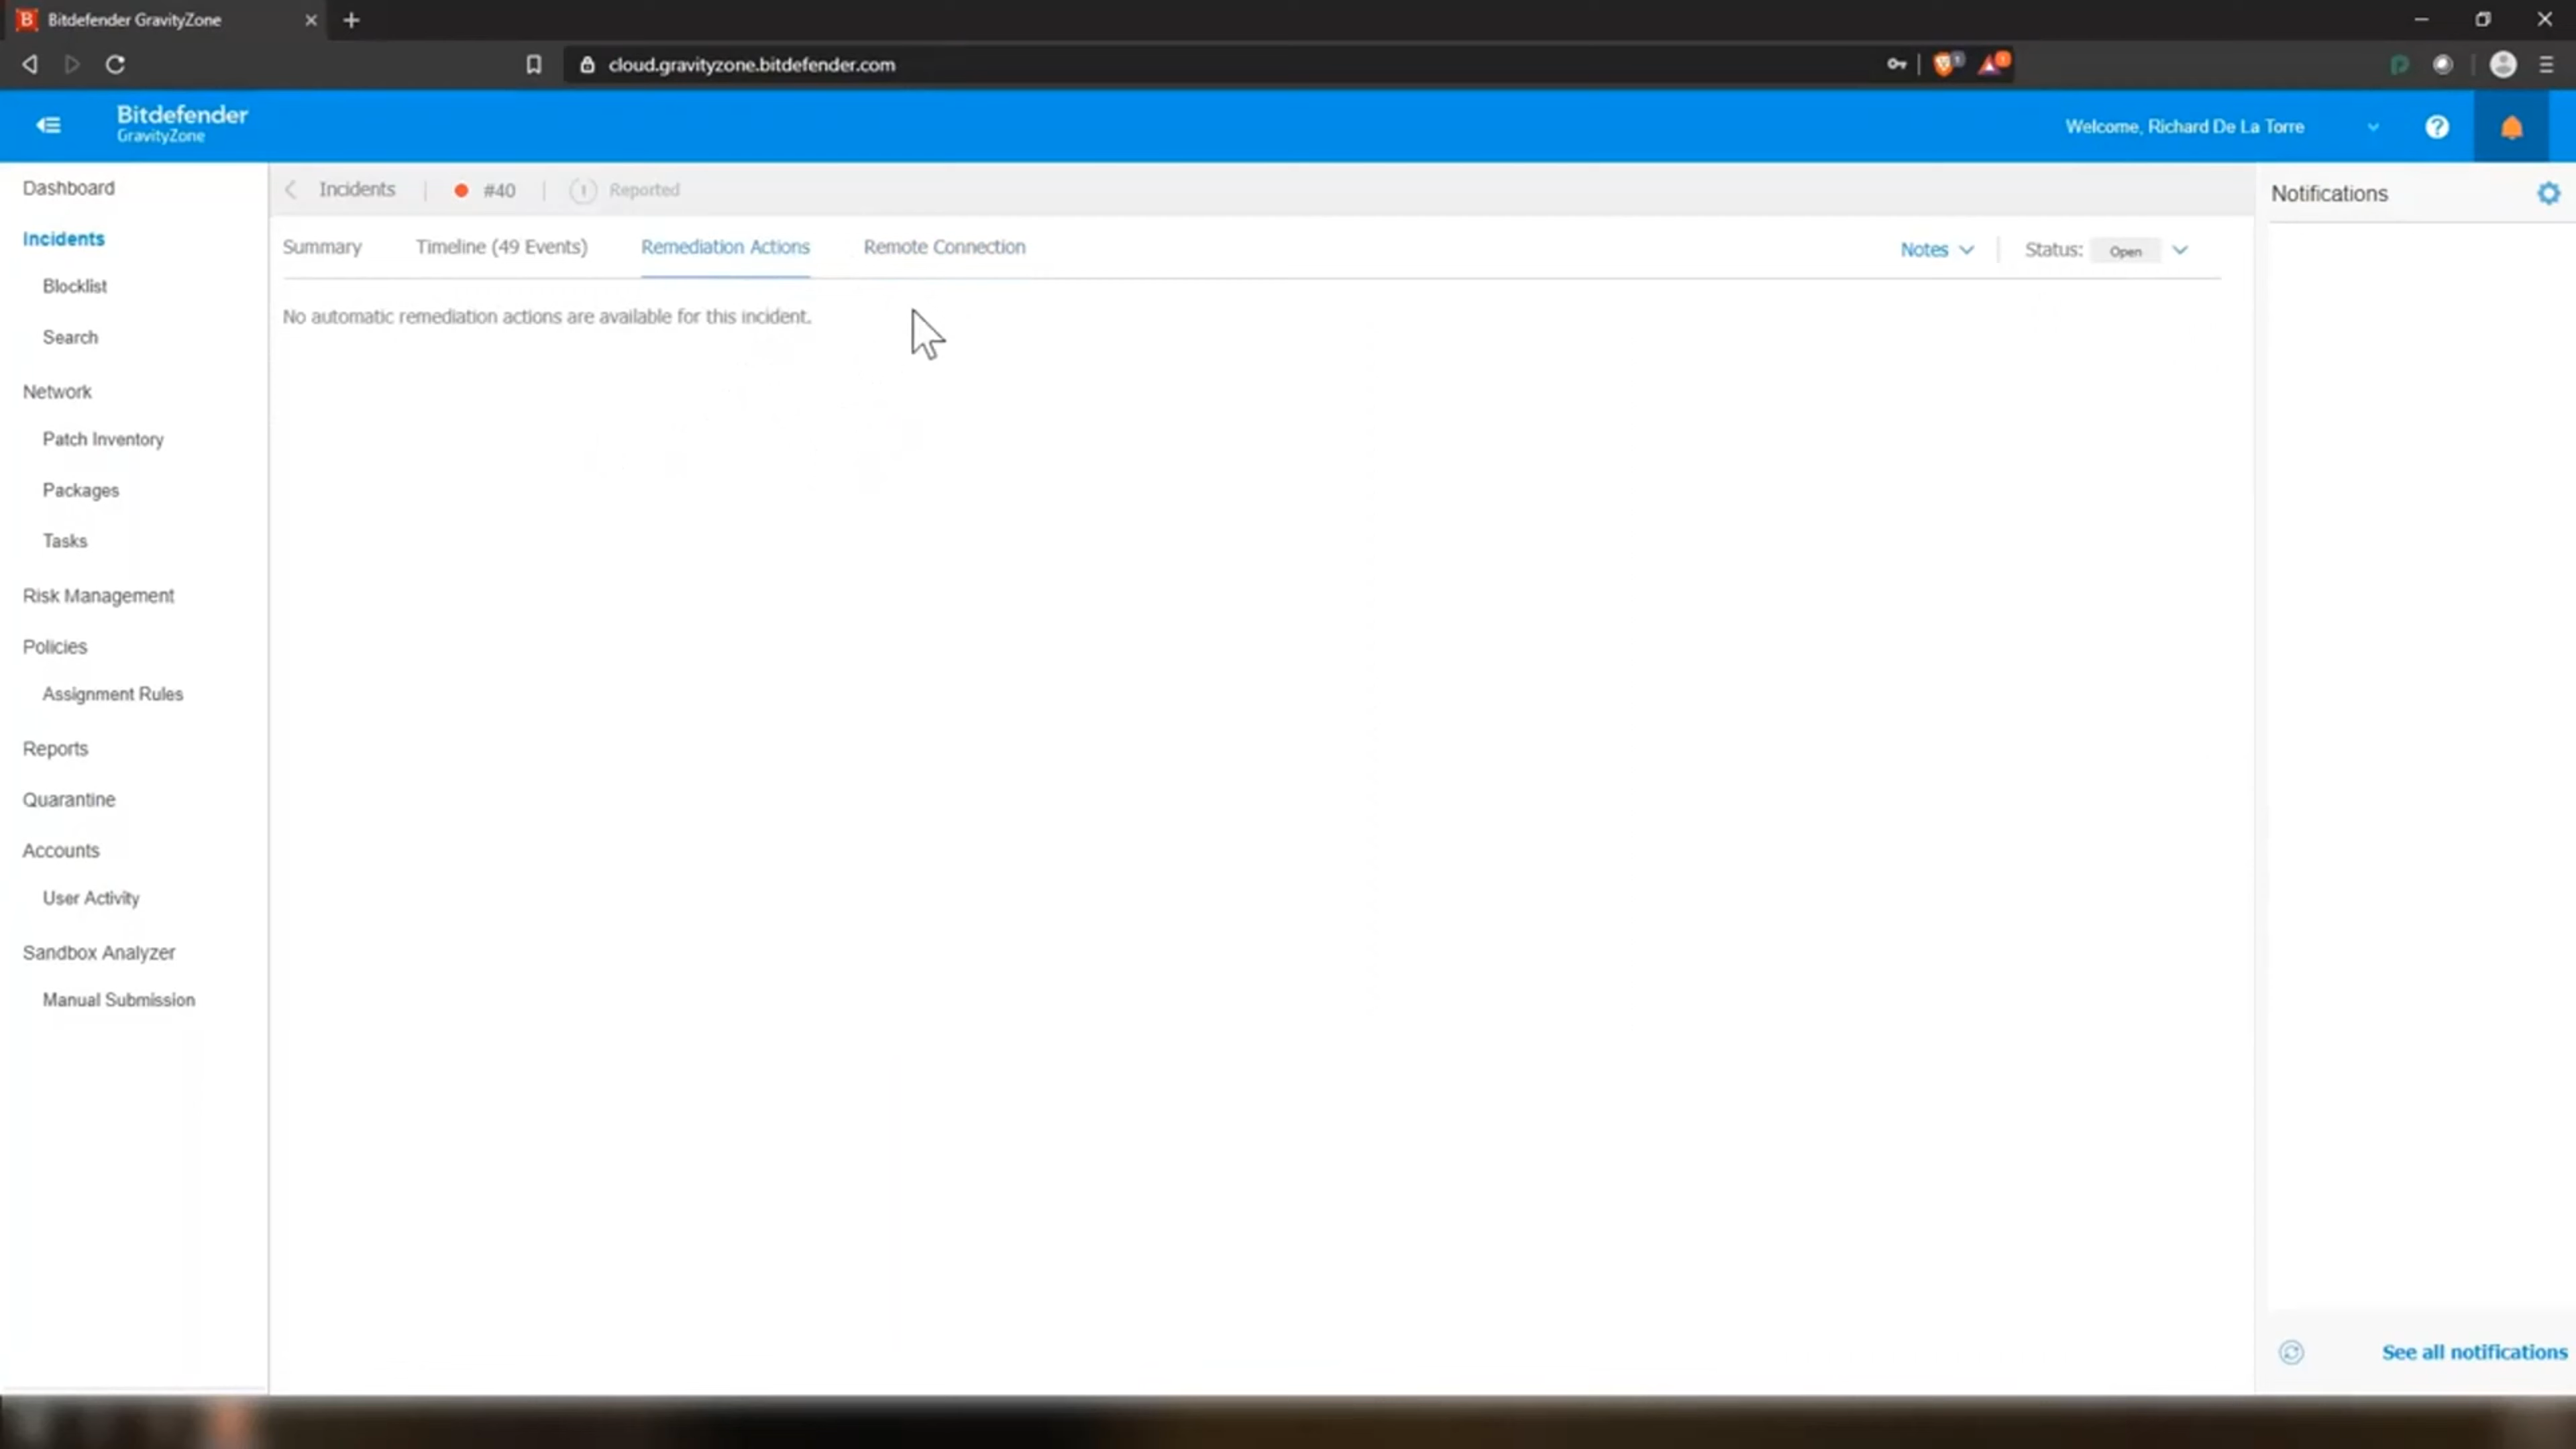 Bitdefender GravityZone
cloud.gravityzone.bitdefender.com
Bitdefender
GravityZone
Welcome, Richard De La Torre
Dashboard
Incidents
Blocklist
Search
Network
Patch Inventory
Packages
Tasks
Risk Management
Policies
Assignment Rules
Reports
Quarantine
Accounts
User Activity
Sandbox Analyzer
Manual Submission
Incidents | #40 | Reported
Summary Timeline (49 Events) Remediation Actions Remote Connection Notes Status: Open
No automatic remediation actions are available for this incident.
Notifications
See all notifications